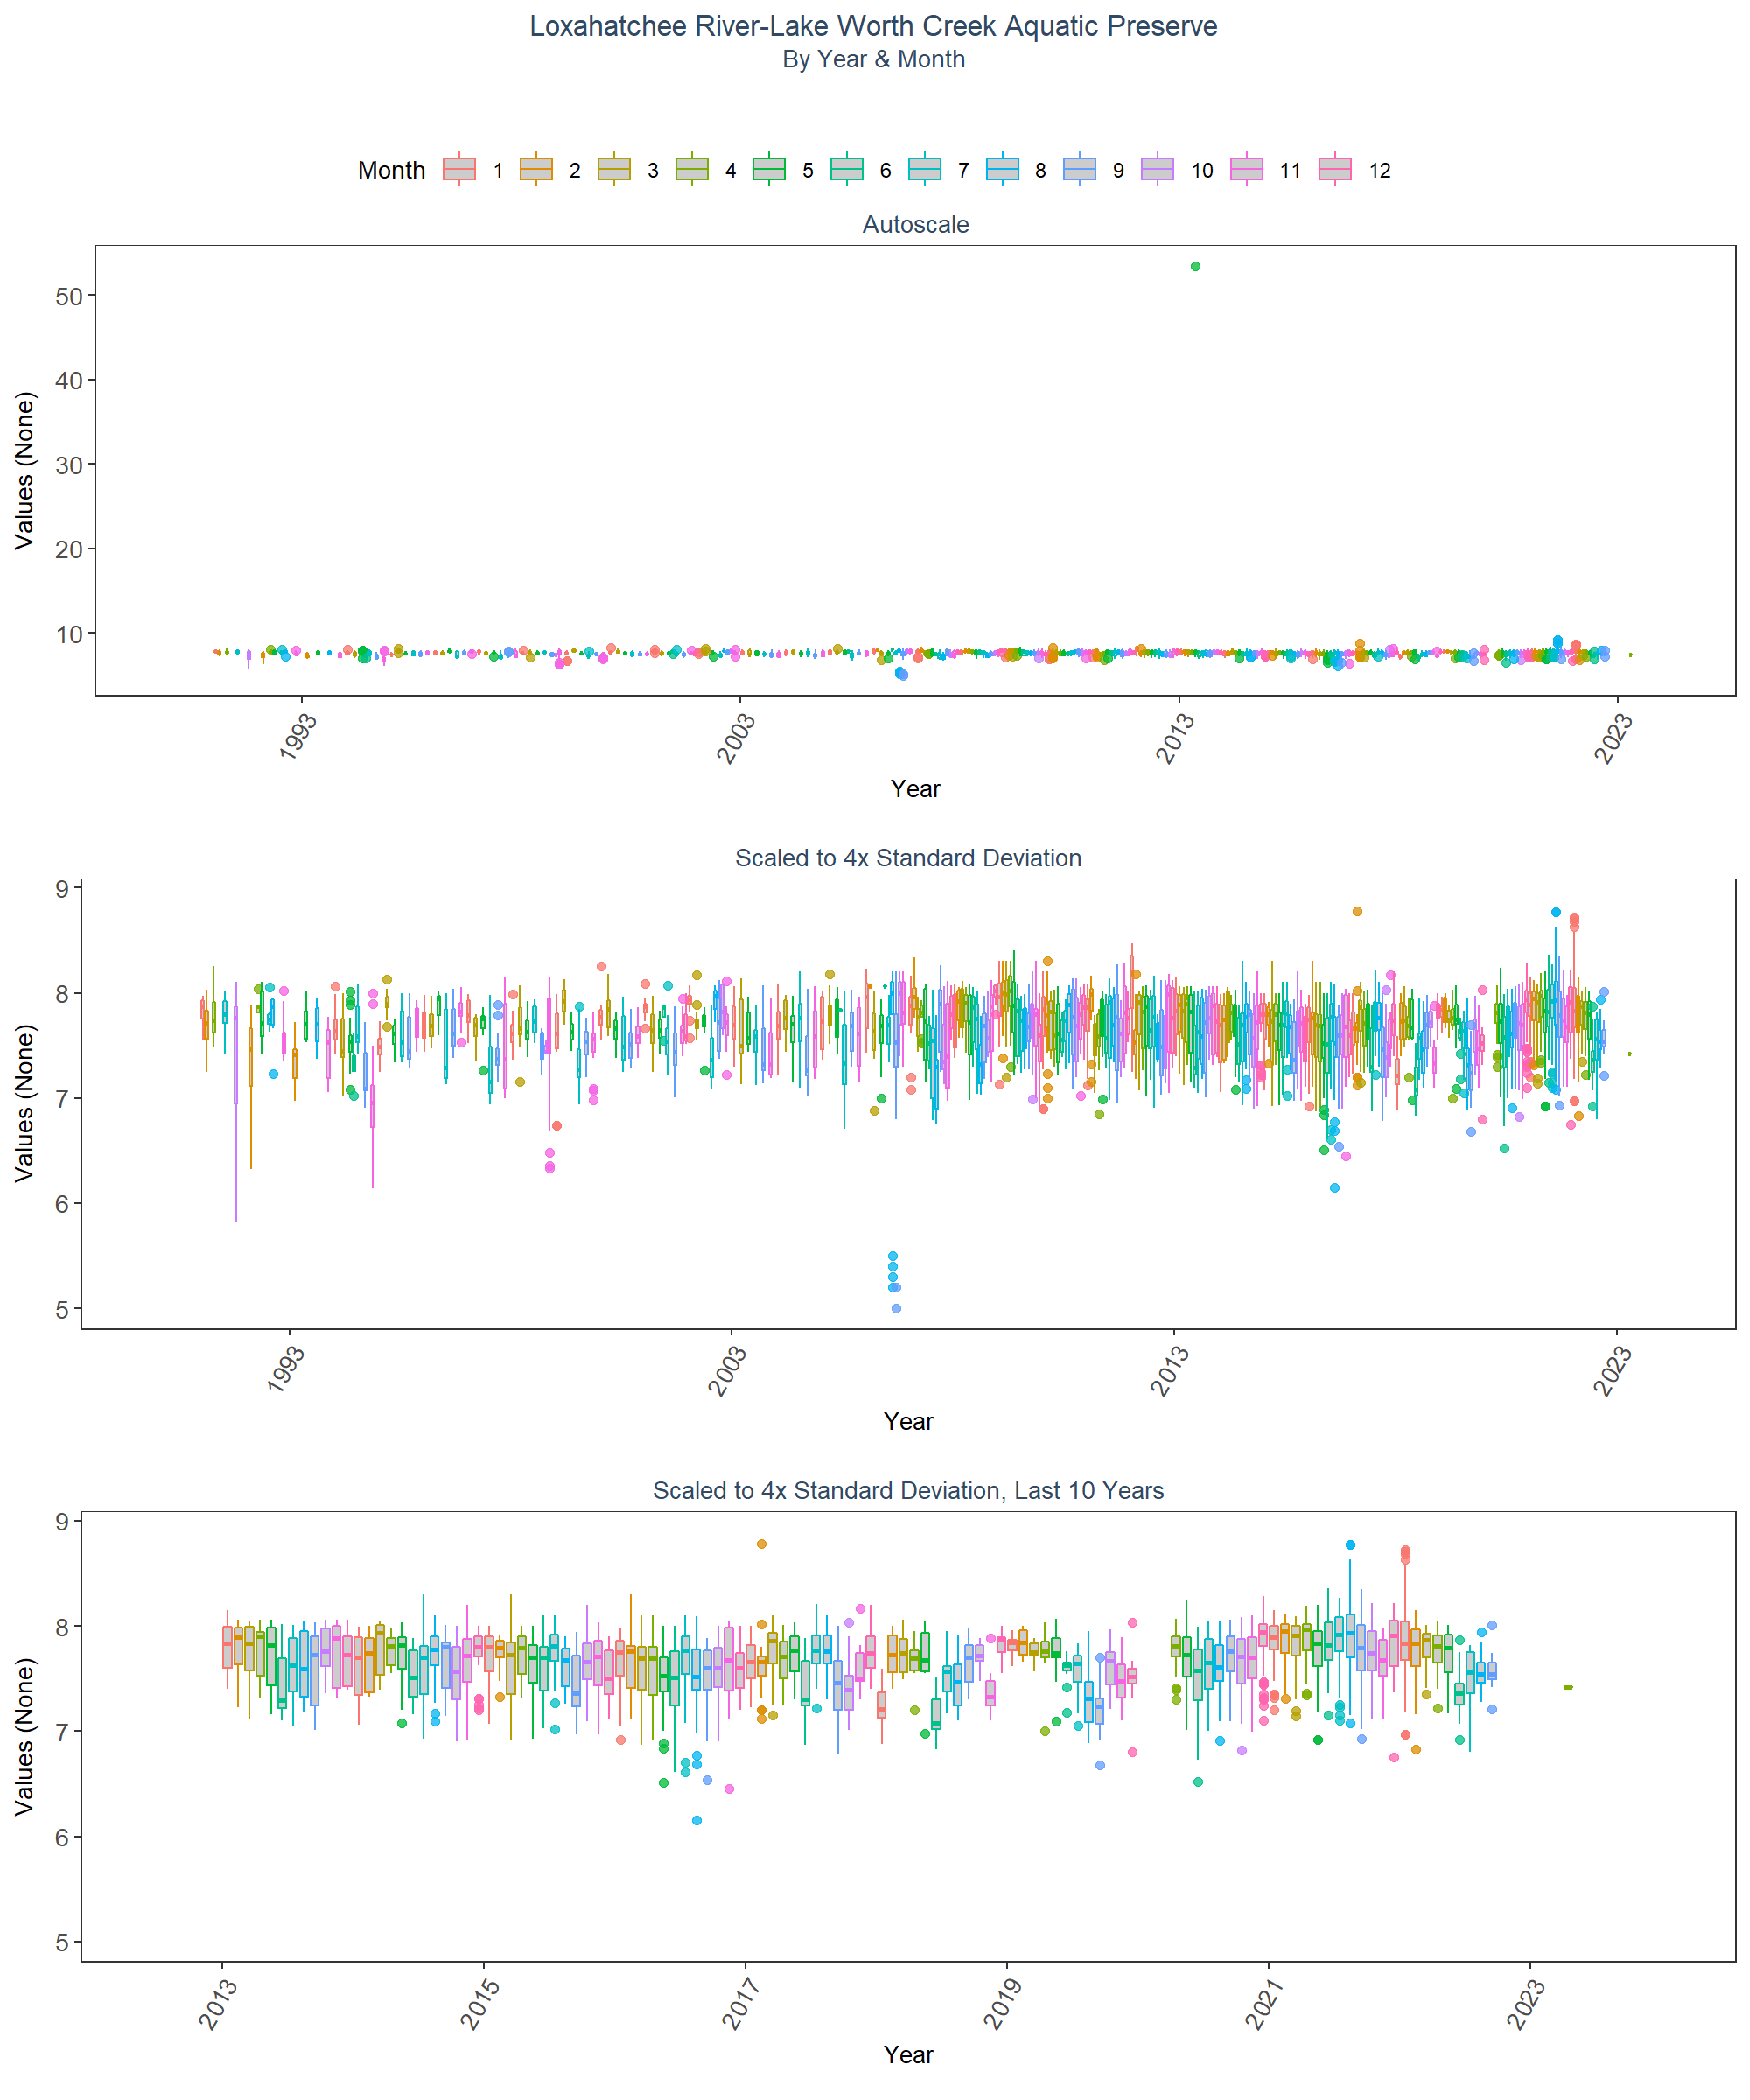 Loxahatchee River-Lake Worth Creek Aquatic Preserve
By Year & Month
Month 1 2 3 4 5 6 7 8 9 10 11 12
Autoscale
Values (None)
50
40
30
20
10
1993 2003 2013 2023
Year
Scaled to 4x Standard Deviation
Values (None)
9
8
7
6
5
1993 2003 2013 2023
Year
Scaled to 4x Standard Deviation, Last 10 Years
Values (None)
9
8
7
6
5
2013 2015 2017 2019 2021 2023
Year